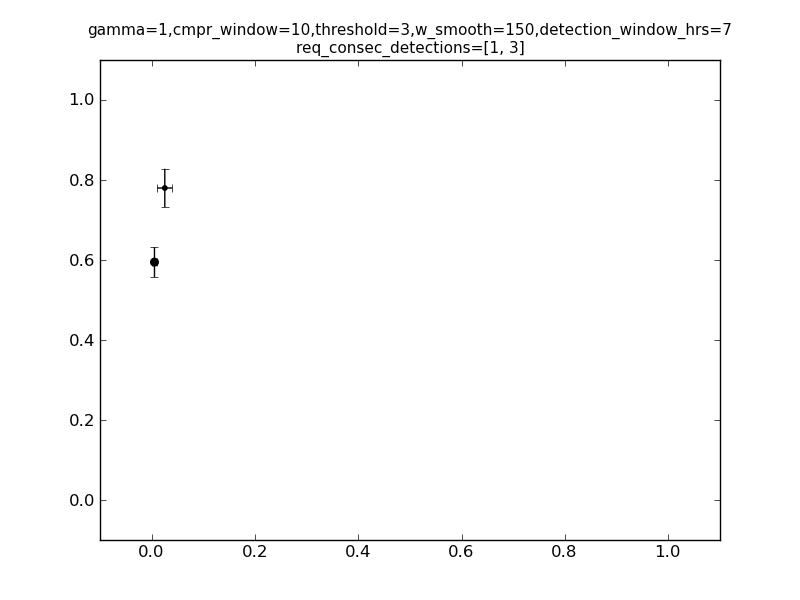 gamma=1,cmpr_window=10,threshold=3,w_smooth=150,detection_window_hrs=7
req_consec_detections=[1, 3]
1.0
0.8
0.6
0.4
0.2
0.0
0.0 0.2 0.4 0.6 0.8 1.0